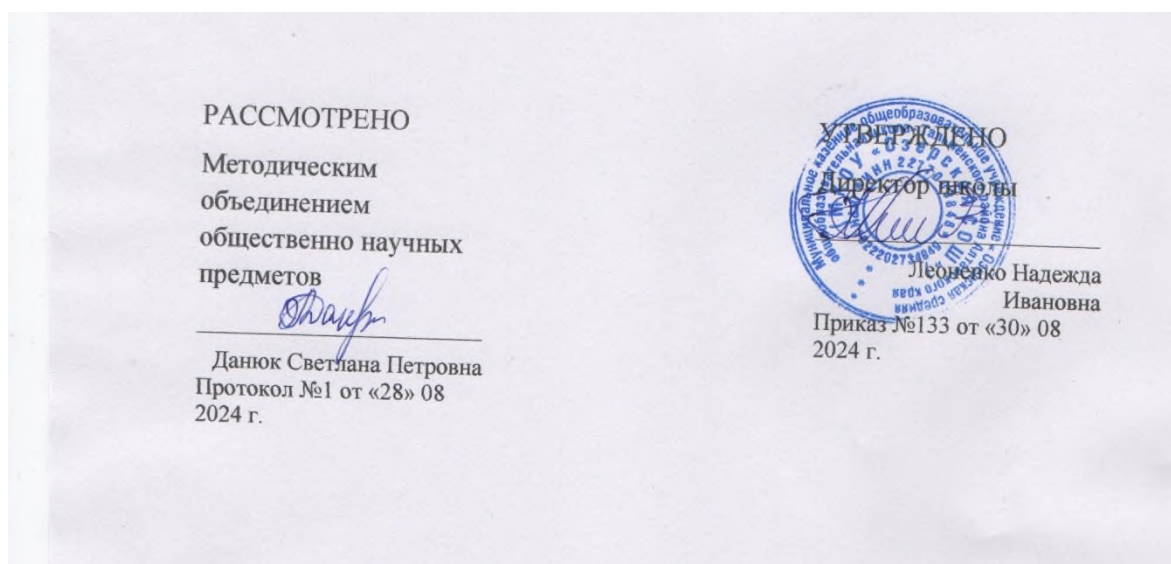 РАССМОТРЕНО
Методическим
объединением
общественно научных
предметов
Данюк Светлана Петровна
Протокол №1 от «28» 08
2024 г.
УТВЕРЖДЕНО
Директор школы
Леоненко Надежда
Ивановна
Приказ №133 от «30» 08
2024 г.